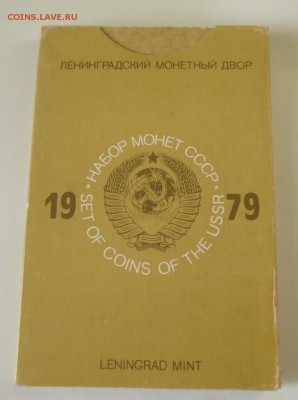 COINS.LAVE.RU
ЛЕНИНГРАДСКИЙ МОНЕТНЫЙ ДВОР
• НАБОР МОНЕТ СССР •
19 79
SET OF COINS OF THE USSR
LENINGRAD MINT